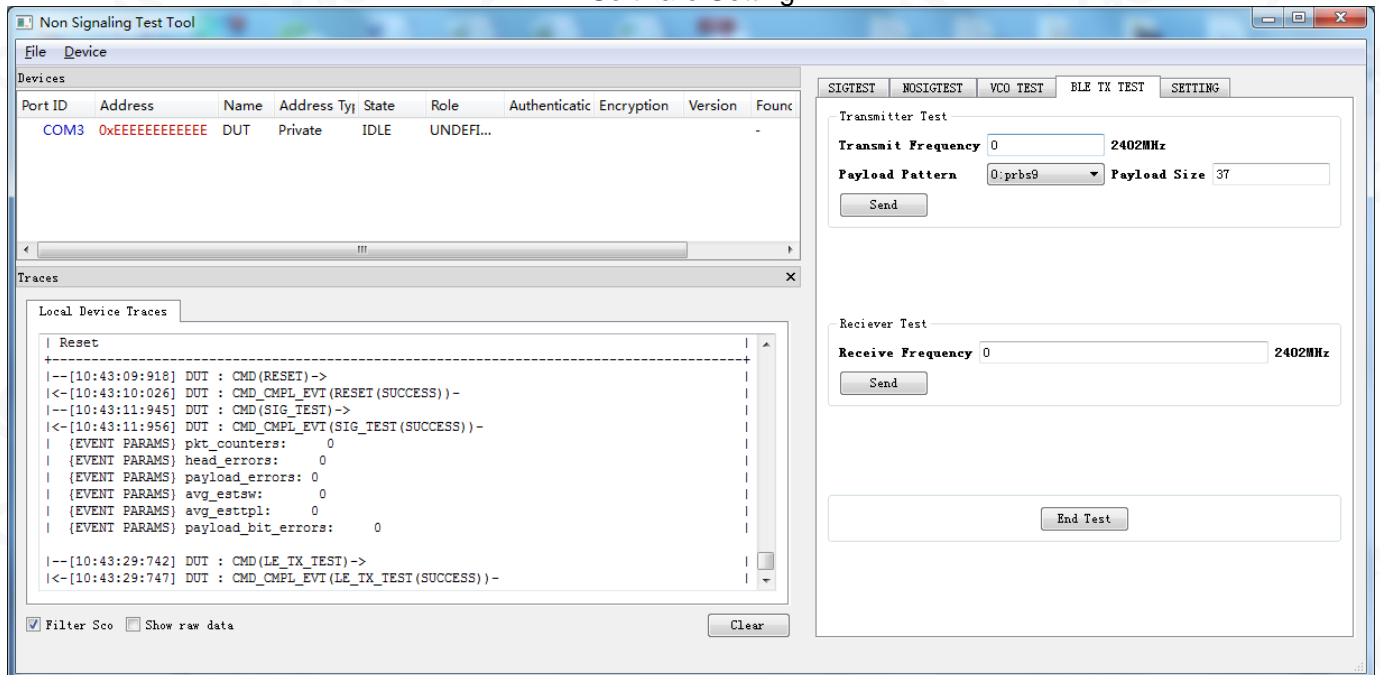 Non Signaling Test Tool
File Device
Devices
Port ID Address Name Address Typ State Role Authenticatic Encryption Version Founc
COM3 0xEEEEEEEEEEEE DUT Private IDLE UNDEFI... -
Traces
Local Device Traces
| Reset |
+-----------------------------------------------------------------------------------+
|--[10:43:09:918] DUT : CMD(RESET)-> |
|<-[10:43:10:026] DUT : CMD_CMPL_EVT(RESET(SUCCESS))- |
|--[10:43:11:945] DUT : CMD(SIG_TEST)-> |
|<-[10:43:11:956] DUT : CMD_CMPL_EVT(SIG_TEST(SUCCESS))- |
| {EVENT PARAMS} pkt_counters: 0 |
| {EVENT PARAMS} head_errors: 0 |
| {EVENT PARAMS} payload_errors: 0 |
| {EVENT PARAMS} avg_estsw: 0 |
| {EVENT PARAMS} avg_esttpl: 0 |
| {EVENT PARAMS} payload_bit_errors: 0 |
|--[10:43:29:742] DUT : CMD(LE_TX_TEST)-> |
|<-[10:43:29:747] DUT : CMD_CMPL_EVT(LE_TX_TEST(SUCCESS))- |
Filter Sco Show raw data Clear
SIGTEST NOSIGTEST VCO TEST BLE TX TEST SETTING
Transmitter Test
Transmit Frequency 0 2402MHz
Payload Pattern 0:prbs9 Payload Size 37
Send
Reciever Test
Receive Frequency 0 2402MHz
Send
End Test